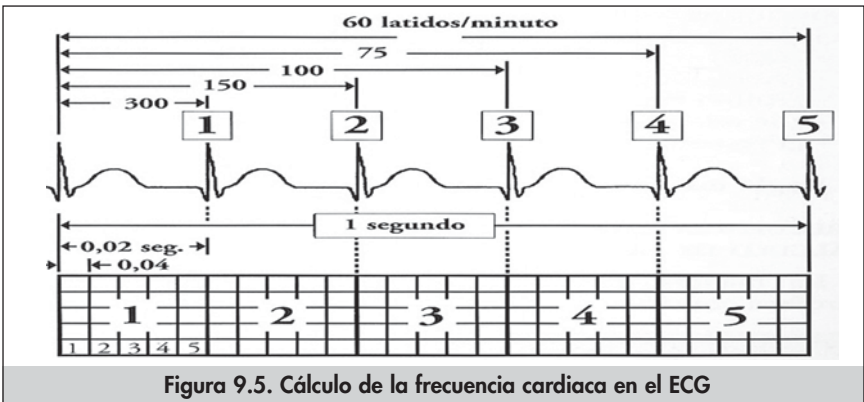 60 latidos/minuto
75
100
150
300
1 2 3 4 5
1 segundo
0,02 seg.
0,04
1 2 3 4 5
1 2 3 4 5
Figura 9.5. Cálculo de la frecuencia cardiaca en el ECG